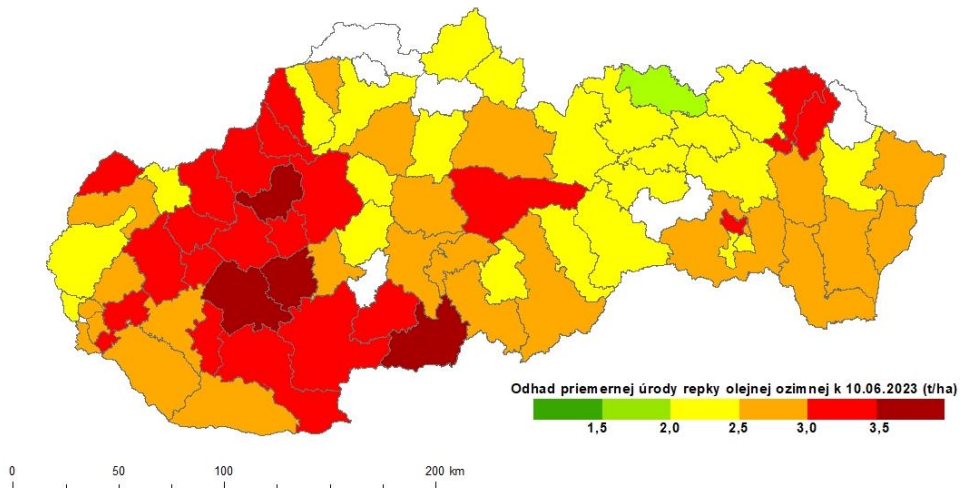 Odhad priemernej úrody repky olejnej ozimnej k 10.06.2023 (t/ha)
1,5 2,0 2,5 3,0 3,5
0 50 100 200 km